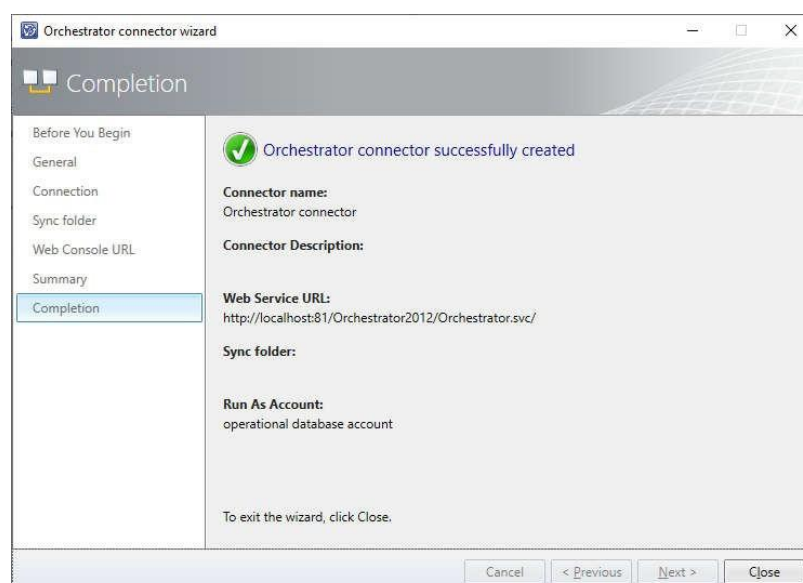 Orchestrator connector wizard
Completion
Before You Begin
General
Connection
Sync folder
Web Console URL
Summary
Completion
Orchestrator connector successfully created
Connector name:
Orchestrator connector
Connector Description:
Web Service URL:
http://localhost:81/Orchestrator2012/Orchestrator.svc/
Sync folder:
Run As Account:
operational database account
To exit the wizard, click Close.
Cancel
< Previous
Next >
Close